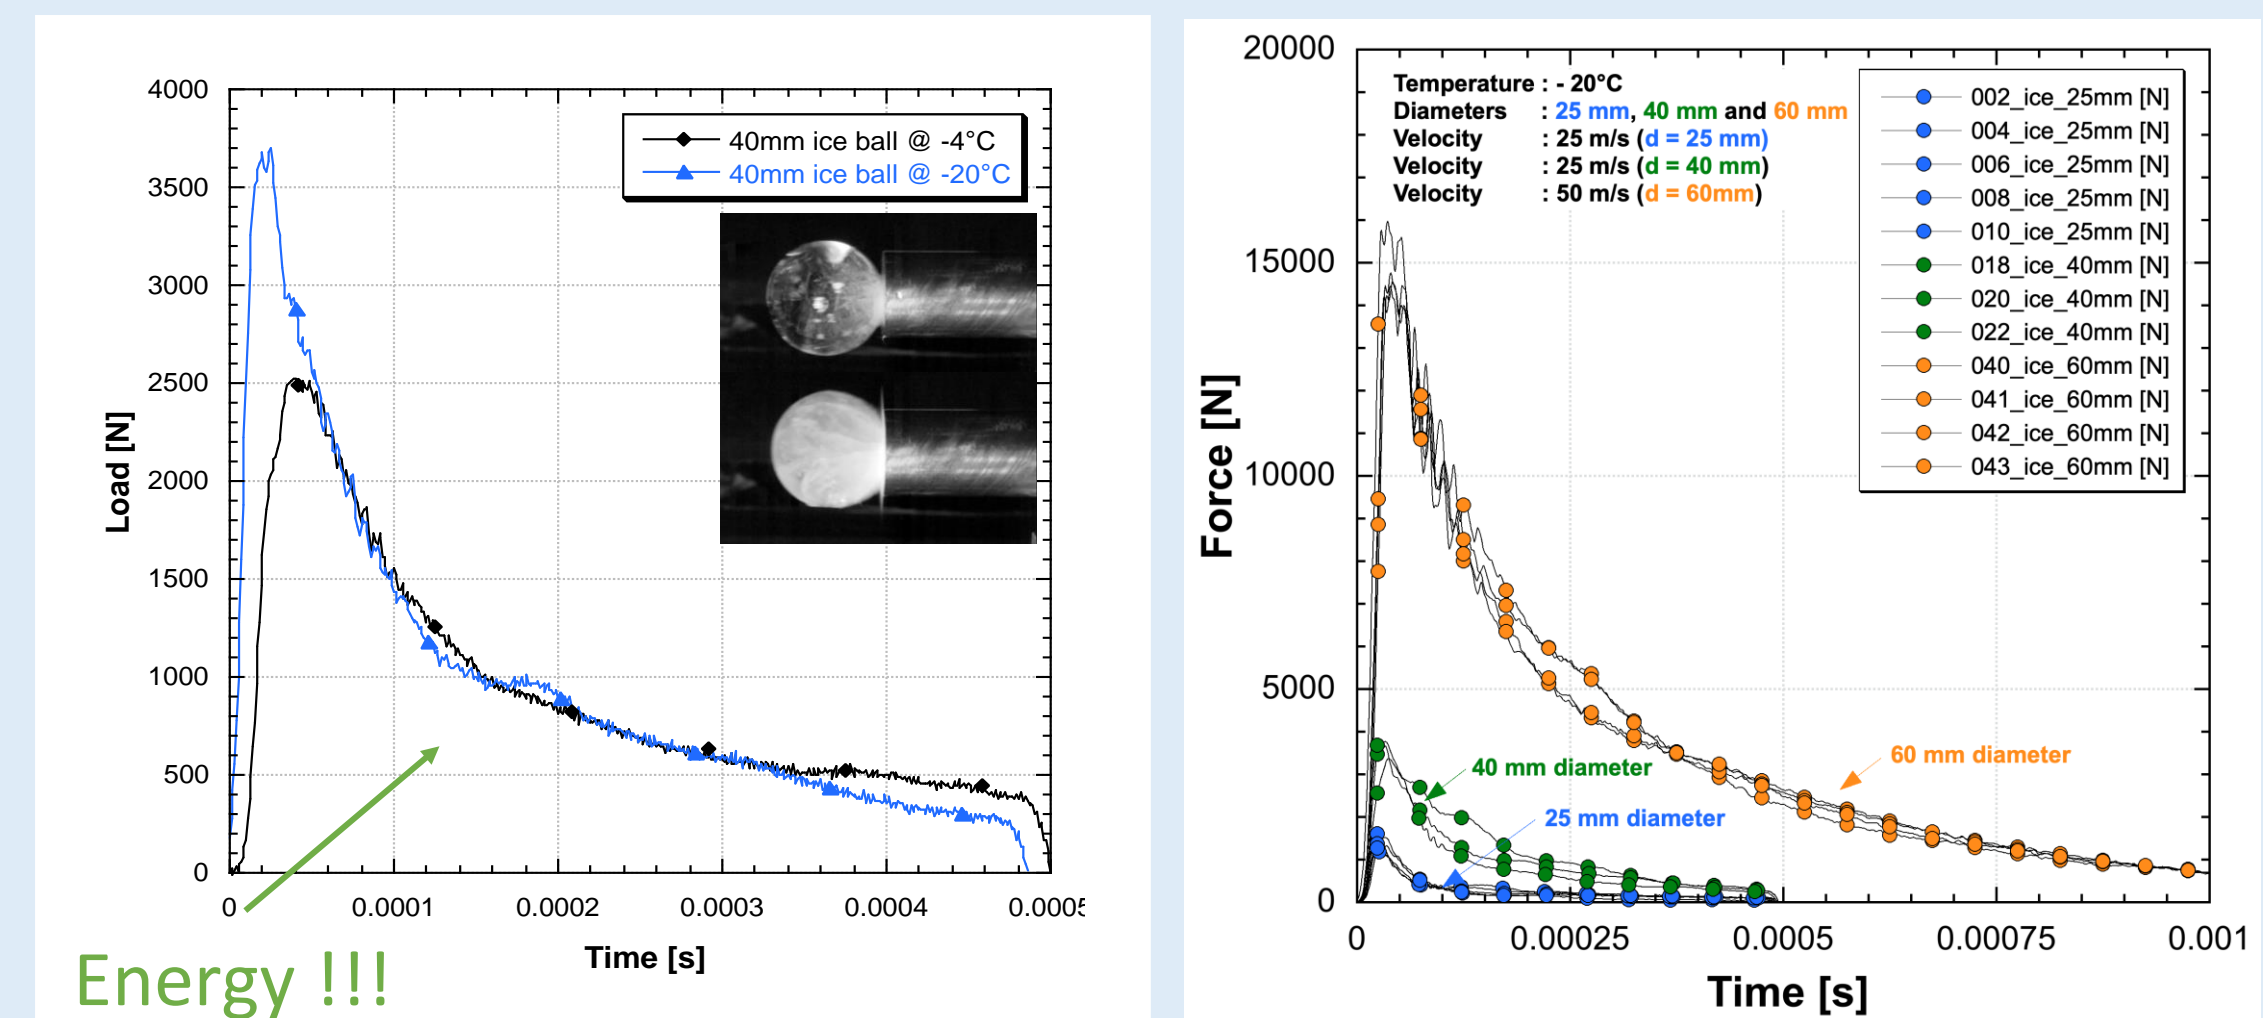 4000
3500
3000
2500
2000
1500
1000
500
0
Load [N]
40mm ice ball @ -4°C
40mm ice ball @ -20°C
0 0.0001 0.0002 0.0003 0.0004 0.0005
Time [s]
Energy !!!
20000
15000
10000
5000
0
Force [N]
Temperature : - 20°C
Diameters : 25 mm, 40 mm and 60 mm
Velocity : 25 m/s (d = 25 mm)
Velocity : 25 m/s (d = 40 mm)
Velocity : 50 m/s (d = 60mm)
002_ice_25mm [N]
004_ice_25mm [N]
006_ice_25mm [N]
008_ice_25mm [N]
010_ice_25mm [N]
018_ice_40mm [N]
020_ice_40mm [N]
022_ice_40mm [N]
040_ice_60mm [N]
041_ice_60mm [N]
042_ice_60mm [N]
043_ice_60mm [N]
60 mm diameter
40 mm diameter
25 mm diameter
0 0.00025 0.0005 0.00075 0.001
Time [s]